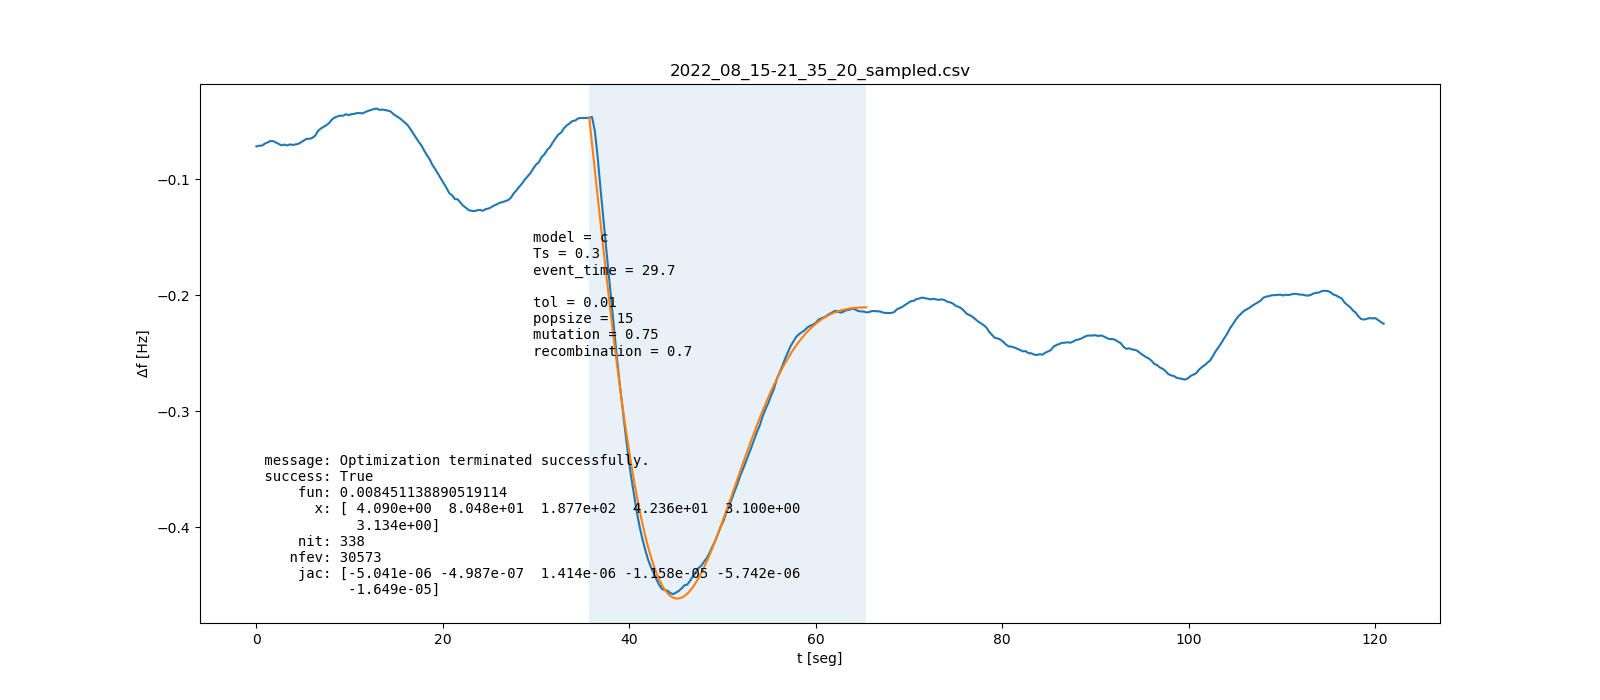 2022_08_15-21_35_20_sampled.csv
−0.1
−0.2
−0.3
−0.4
Δf [Hz]
model = c
Ts = 0.3
event_time = 29.7
tol = 0.01
popsize = 15
mutation = 0.75
recombination = 0.7
message: Optimization terminated successfully.
success: True
fun: 0.008451138890519114
x: [ 4.090e+00  8.048e+01  1.877e+02  4.236e+01  3.100e+00
3.134e+00]
nit: 338
nfev: 30573
jac: [-5.041e-06 -4.987e-07  1.414e-06 -1.158e-05 -5.742e-06
-1.649e-05]
0 20 40 60 80 100 120
t [seg]